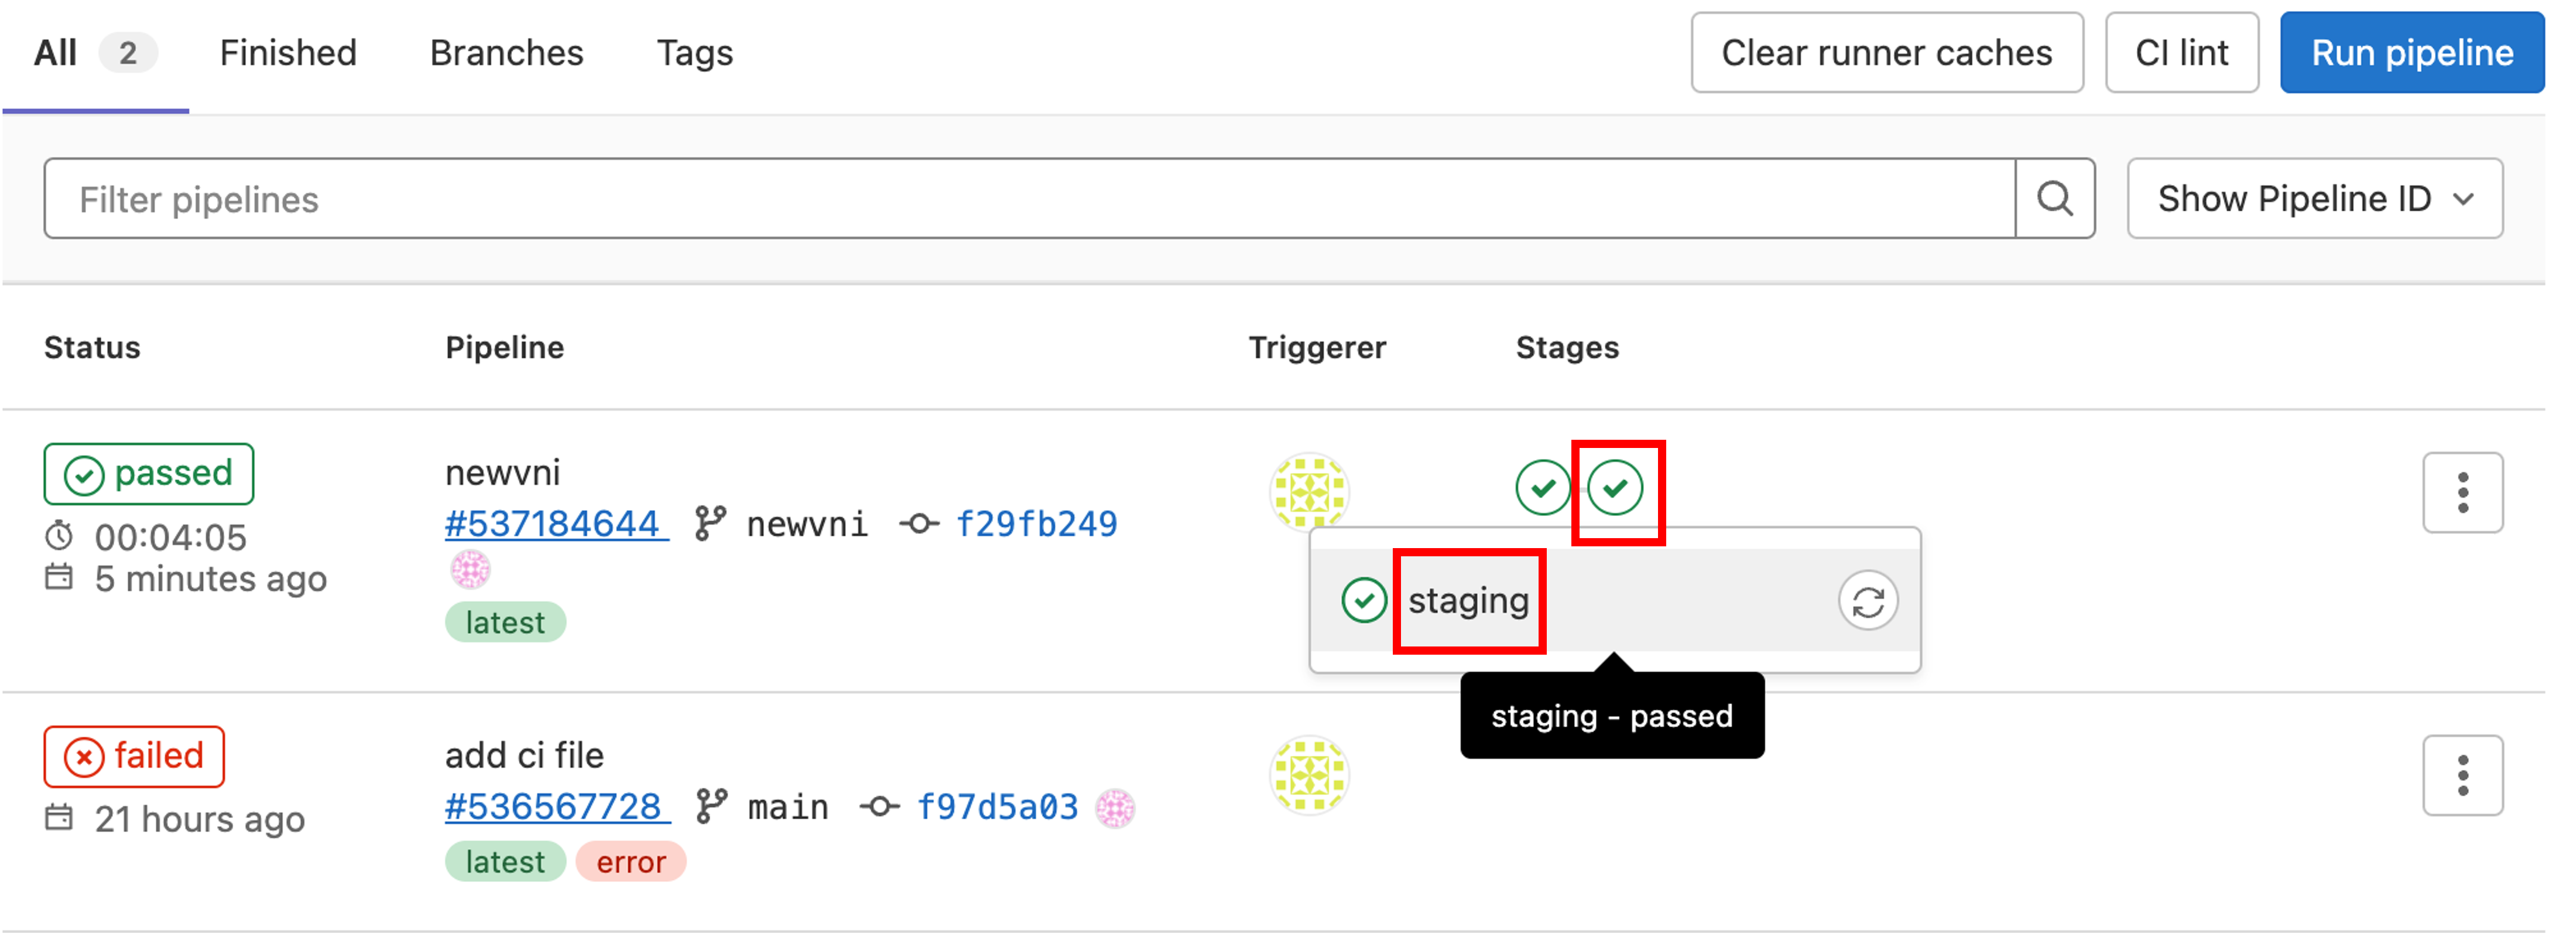 All 2 Finished Branches Tags Clear runner caches CI lint Run pipeline
Filter pipelines Show Pipeline ID
Status Pipeline Triggerer Stages
passed newvni
#537184644 newvni f29fb249
00:04:05
5 minutes ago
latest
staging
staging - passed
failed add ci file
#536567728 main f97d5a03
21 hours ago
latest error